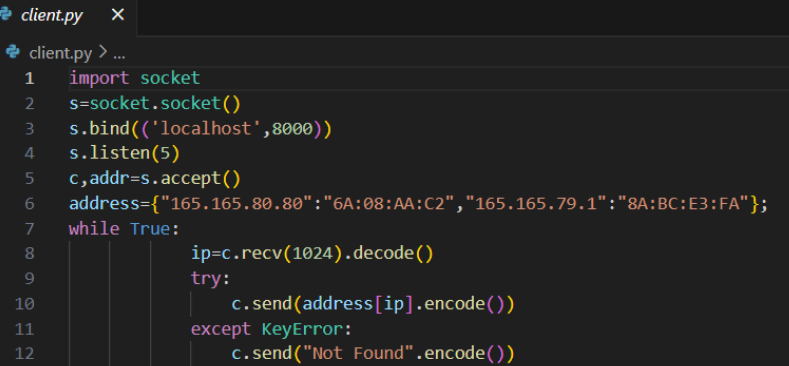 client.py ×
client.py > ...
1 import socket
2 s=socket.socket()
3 s.bind(('localhost',8000))
4 s.listen(5)
5 c,addr=s.accept()
6 address={"165.165.80.80":"6A:08:AA:C2","165.165.79.1":"8A:BC:E3:FA"};
7 while True:
8             ip=c.recv(1024).decode()
9             try:
10                 c.send(address[ip].encode())
11             except KeyError:
12                 c.send("Not Found".encode())